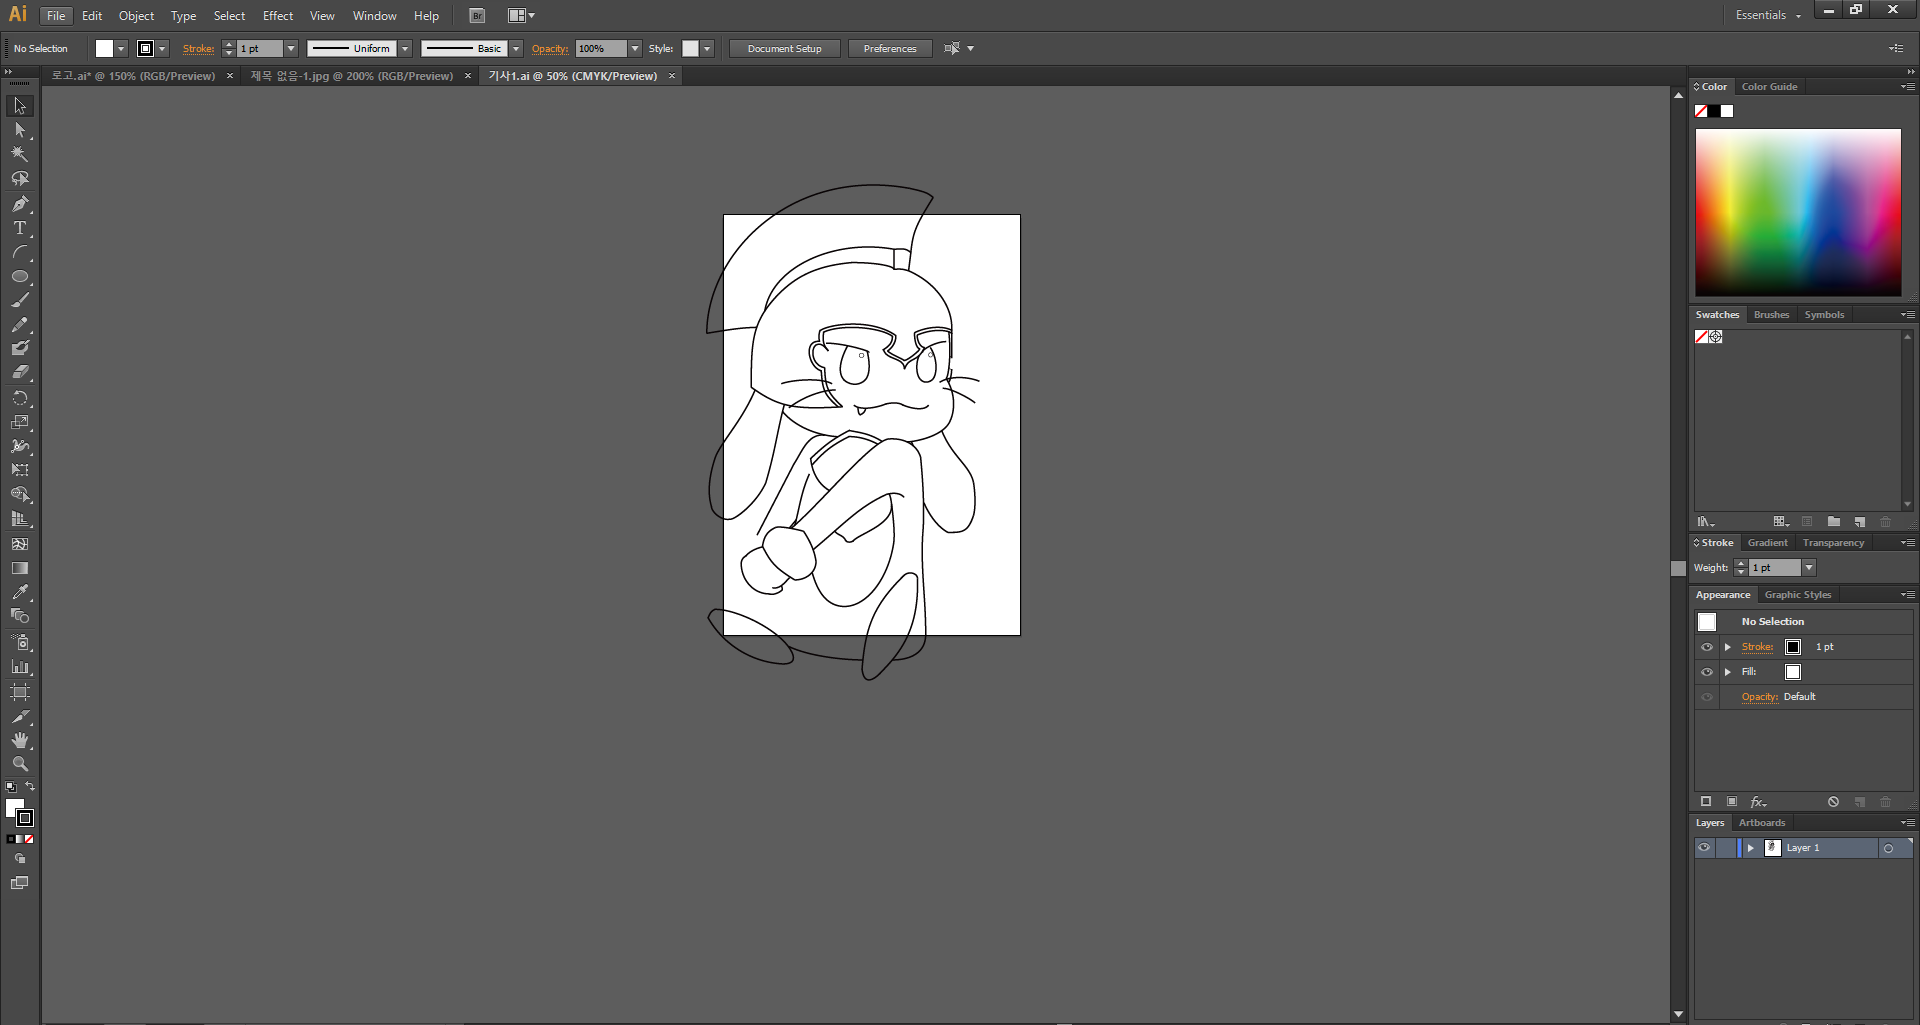 Ai File Edit Object Type Select Effect View Window Help Br Essentials
No Selection Stroke: 1 pt Uniform Basic Opacity: 100% Style: Document Setup Preferences
로고.ai* @ 150% (RGB/Preview) × 제목 없음-1.jpg @ 200% (RGB/Preview) × 기사1.ai @ 50% (CMYK/Preview) ×
Color Color Guide
Swatches Brushes Symbols
Stroke Gradient Transparency
Weight: 1 pt
Appearance Graphic Styles
No Selection
Stroke: 1 pt
Fill:
Opacity: Default
fx
Layers Artboards
Layer 1